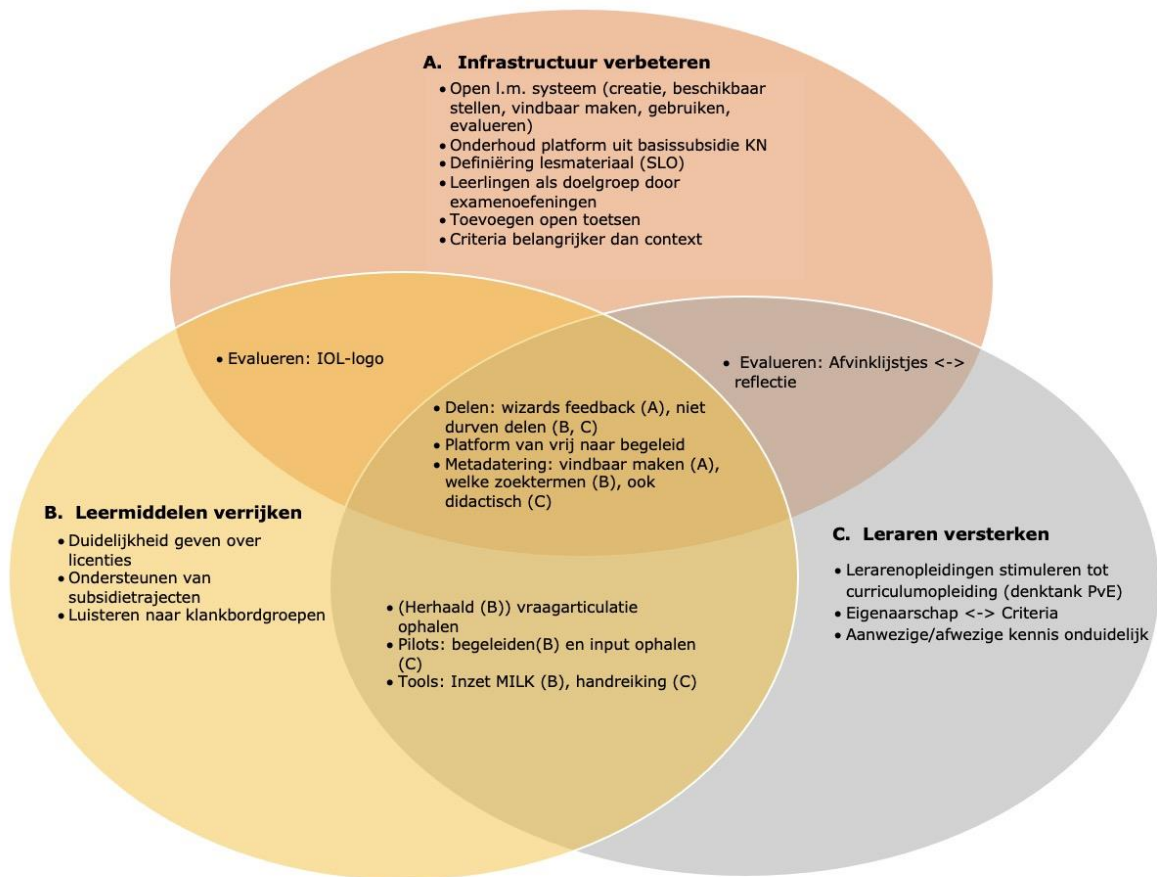 A. Infrastructuur verbeteren
• Open l.m. systeem (creatie, beschikbaar
stellen, vindbaar maken, gebruiken,
evalueren)
• Onderhoud platform uit basissubsidie KN
• Definiëring lesmateriaal (SLO)
• Leerlingen als doelgroep door
examenoefeningen
• Toevoegen open toetsen
• Criteria belangrijker dan context
• Evalueren: IOL-logo
• Evalueren: Afvinklijstjes <->
reflectie
• Delen: wizards feedback (A), niet
durven delen (B, C)
• Platform van vrij naar begeleid
• Metadatering: vindbaar maken (A),
welke zoektermen (B), ook
didactisch (C)
B. Leermiddelen verrijken
• Duidelijkheid geven over
licenties
• Ondersteunen van
subsidietrajecten
• Luisteren naar klankbordgroepen
• (Herhaald (B)) vraagarticulatie
ophalen
• Pilots: begeleiden(B) en input ophalen
(C)
• Tools: Inzet MILK (B), handreiking (C)
C. Leraren versterken
• Lerarenopleidingen stimuleren tot
curriculumopleiding (denktank PvE)
• Eigenaarschap <-> Criteria
• Aanwezige/afwezige kennis onduidelijk